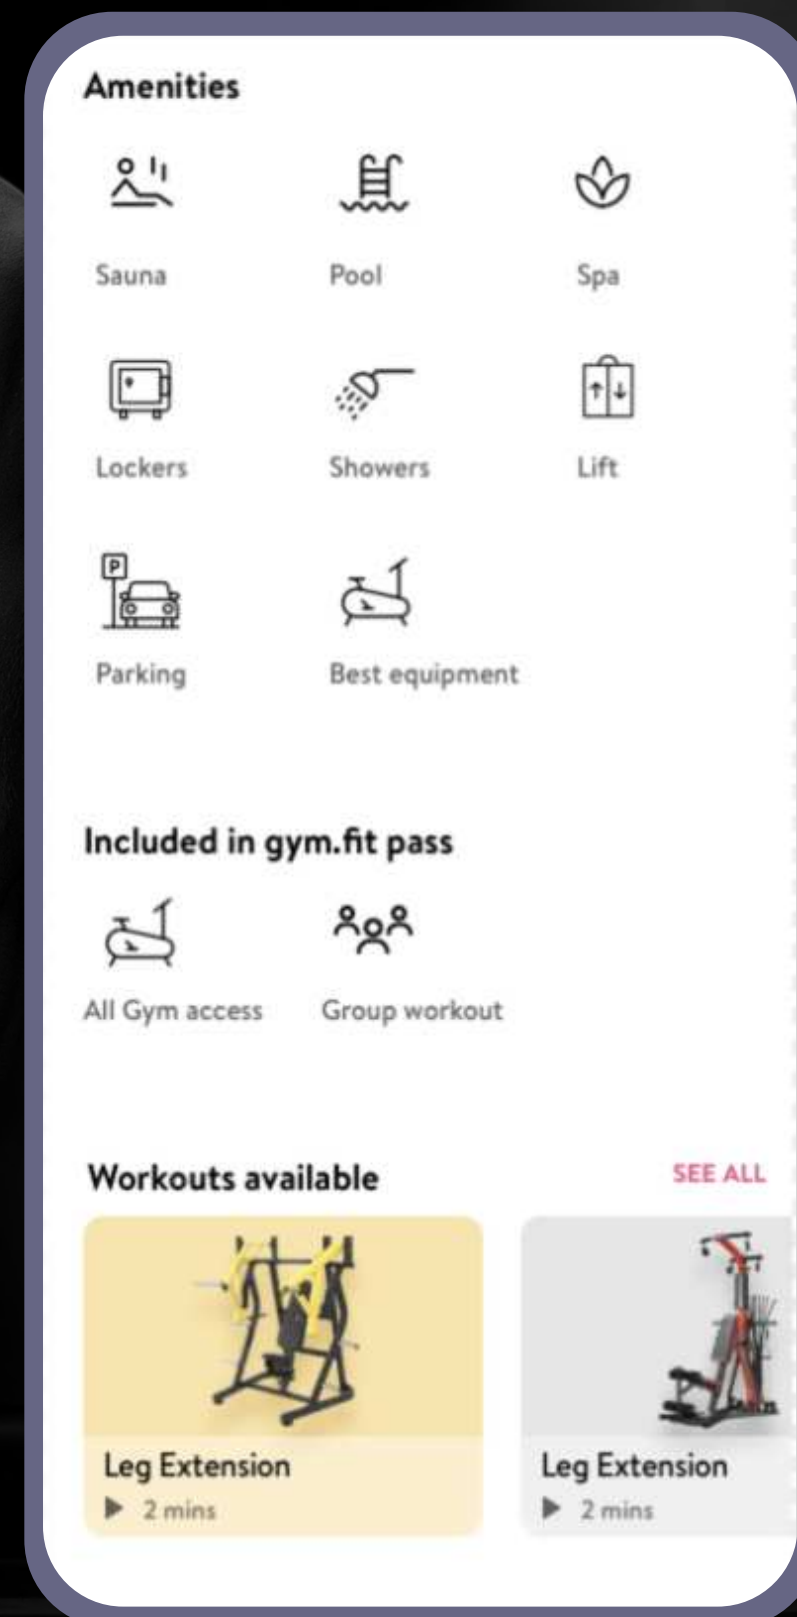 Amenities
Sauna Pool Spa
Lockers Showers Lift
P
Parking Best equipment
Included in gym.fit pass
All Gym access Group workout
Workouts available SEE ALL
Leg Extension Leg Extension
2 mins 2 mins